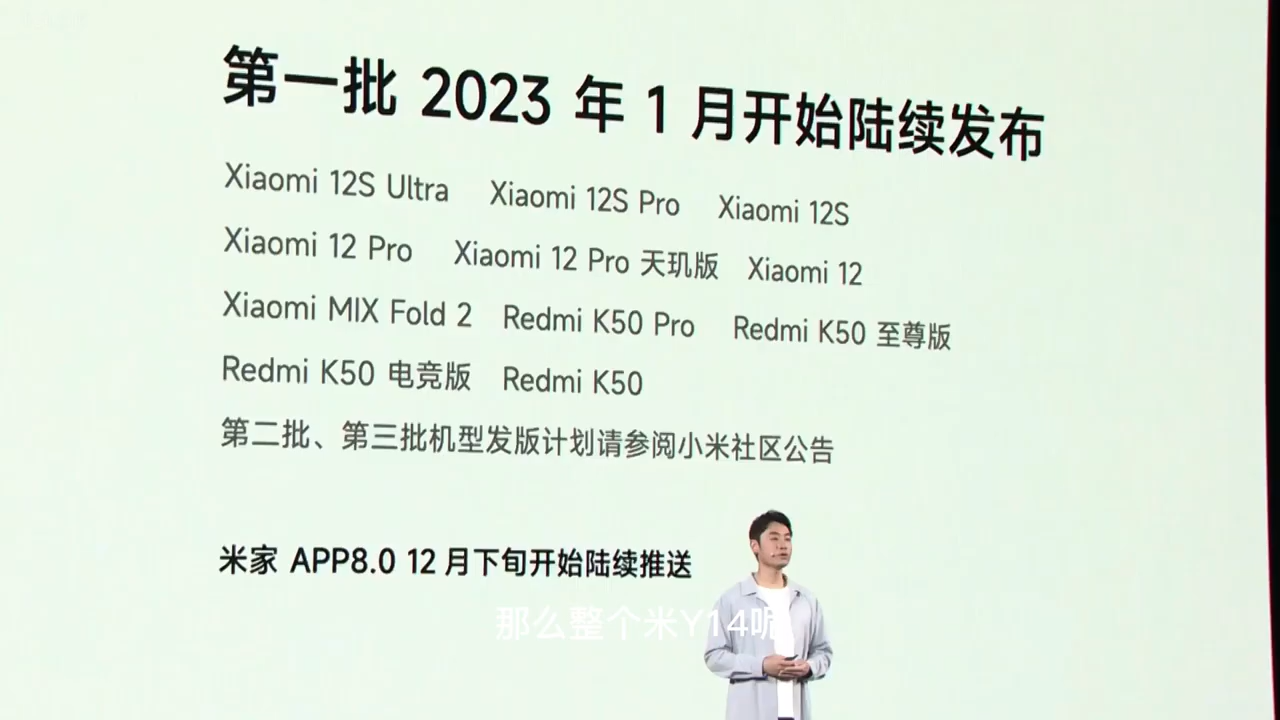 第一批 2023 年 1 月开始陆续发布
Xiaomi 12S Ultra Xiaomi 12S Pro Xiaomi 12S
Xiaomi 12 Pro Xiaomi 12 Pro 天玑版 Xiaomi 12
Xiaomi MIX Fold 2 Redmi K50 Pro Redmi K50 至尊版
Redmi K50 电竞版 Redmi K50
第二批、第三批机型发版计划请参阅小米社区公告
米家 APP8.0 12 月下旬开始陆续推送
那么整个米Y14呢